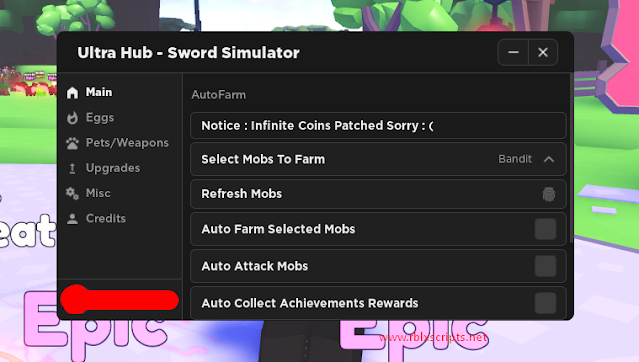 Ultra Hub - Sword Simulator
Main
Eggs
Pets/Weapons
Upgrades
Misc
Credits
AutoFarm
Notice : Infinite Coins Patched Sorry : (
Select Mobs To Farm Bandit
Refresh Mobs
Auto Farm Selected Mobs
Auto Attack Mobs
Auto Collect Achievements Rewards
Epic Epic
www.rblxscripts.net